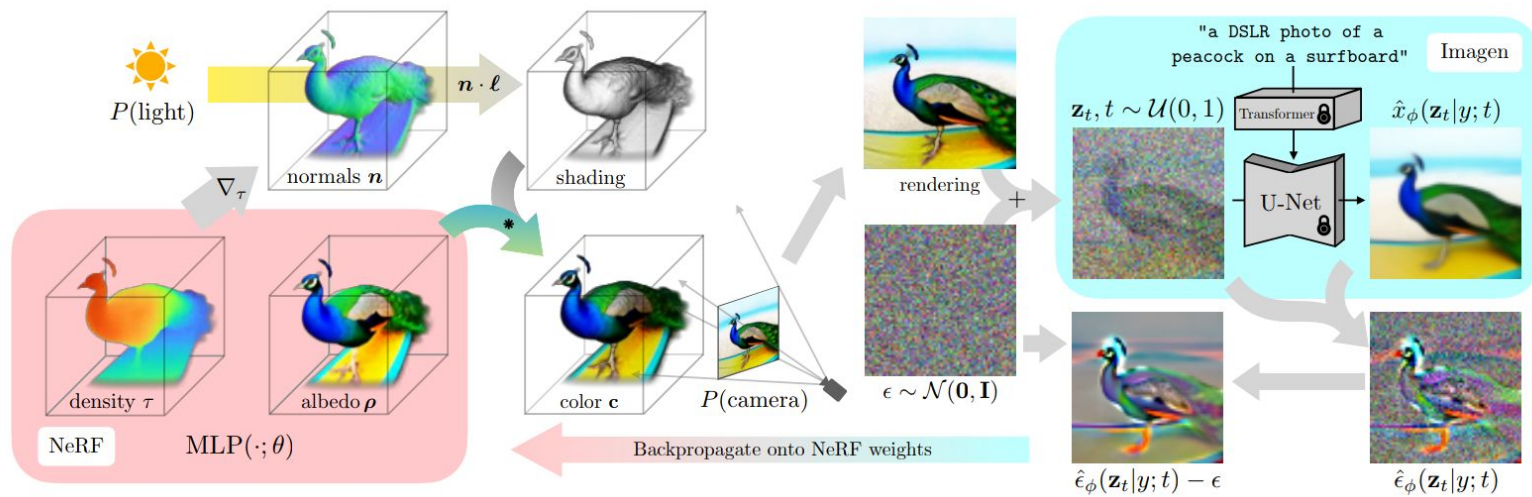 P(light)
n · ℓ
∇τ
normals n
shading
*
density τ
albedo ρ
NeRF
MLP(·; θ)
color c
P(camera)
rendering
+
ϵ ∼ 𝒩(0, I)
"a DSLR photo of a
peacock on a surfboard"
Imagen
z_t, t ∼ 𝒰(0, 1)
Transformer
x̂_ϕ(z_t|y; t)
U-Net
Backpropagate onto NeRF weights
ϵ̂_ϕ(z_t|y; t) − ϵ
ϵ̂_ϕ(z_t|y; t)